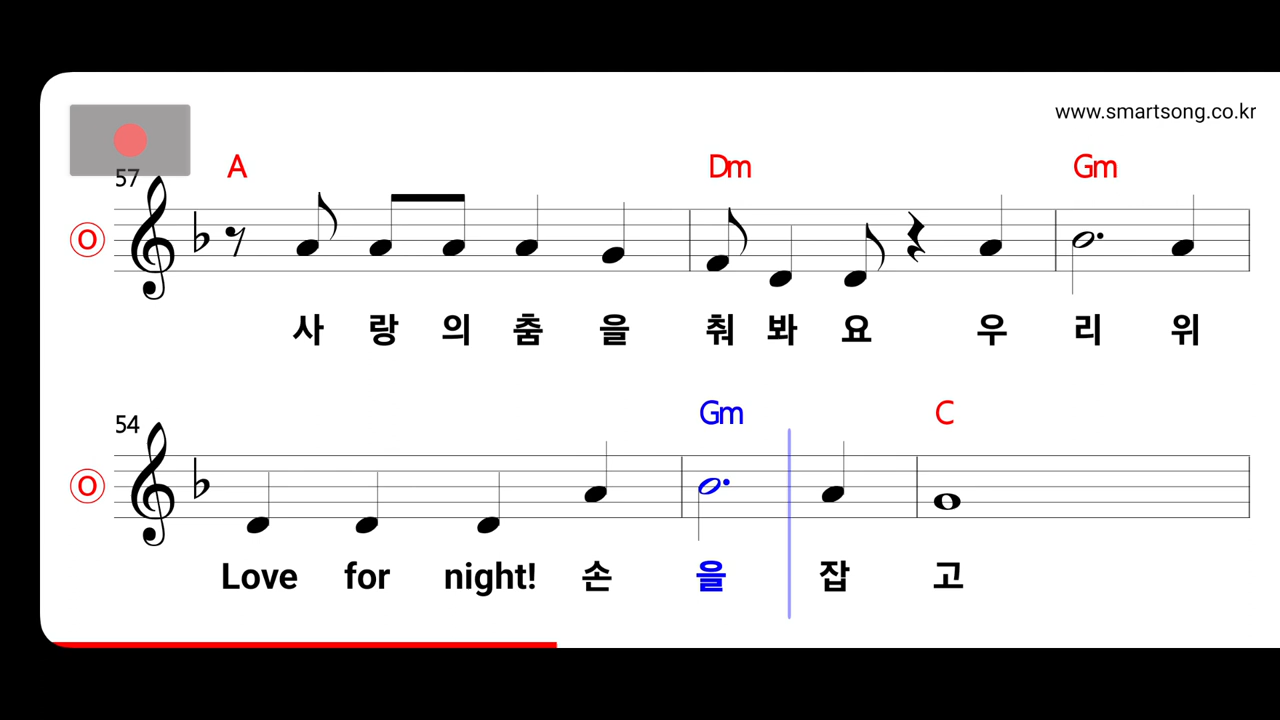 www.smartsong.co.kr
57 A Dm Gm
O
사 랑 의 춤 을 춰 봐 요 우 리 위
54 Gm C
O
Love for night! 손 을 잡 고